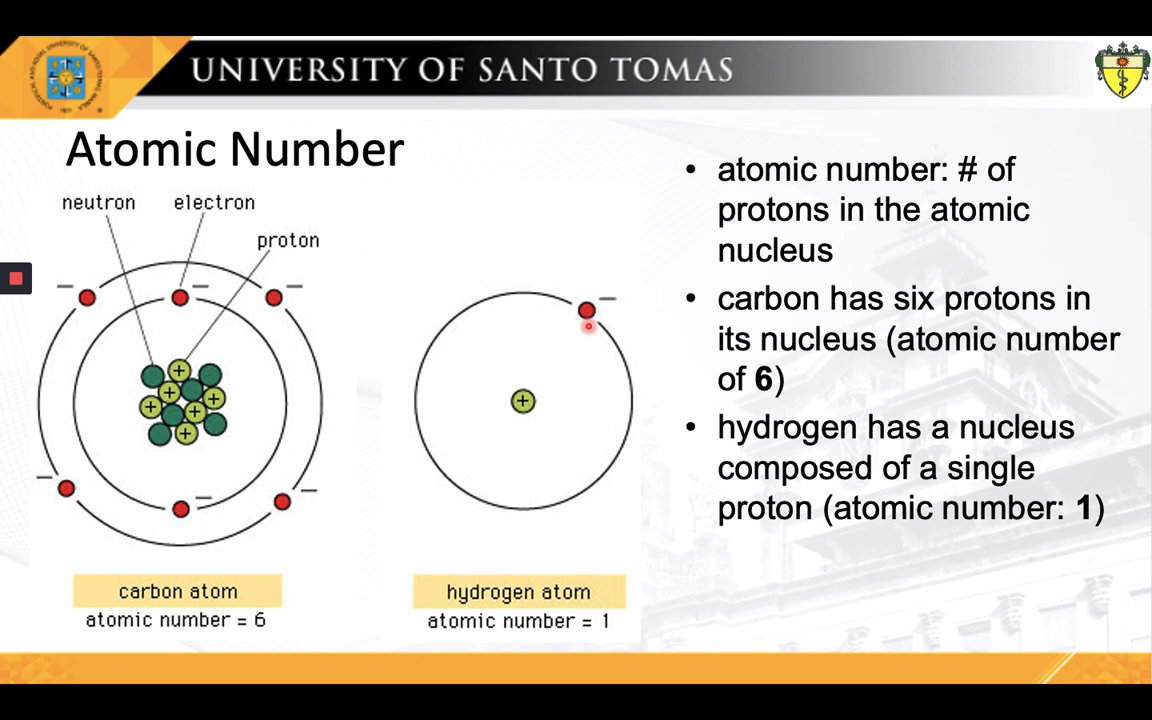 UNIVERSITY OF SANTO TOMAS
Atomic Number
neutron electron
proton
− − −
+
+ +
+ +
+
− − −
carbon atom
atomic number = 6
−
+
hydrogen atom
atomic number = 1
• atomic number: # of
protons in the atomic
nucleus
• carbon has six protons in
its nucleus (atomic number
of 6)
• hydrogen has a nucleus
composed of a single
proton (atomic number: 1)